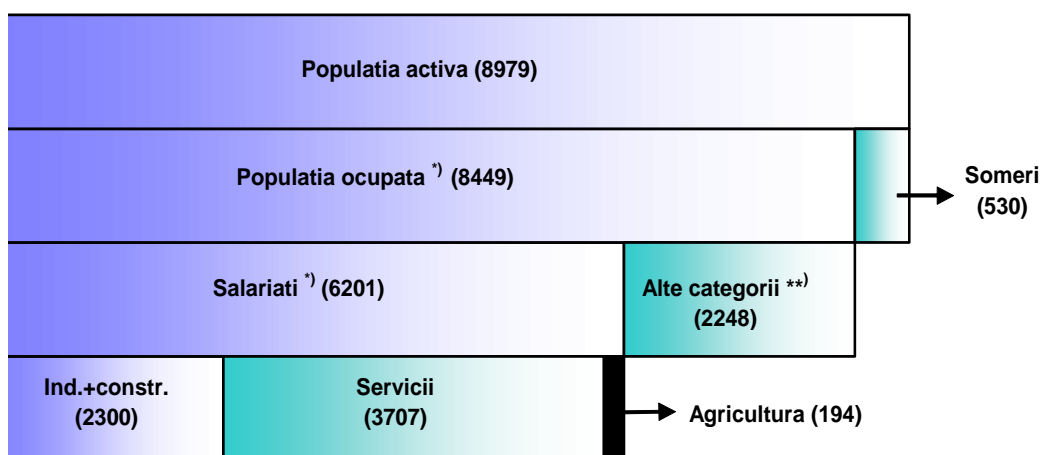 Populatia activa (8979)
Populatia ocupata *) (8449)
Someri
(530)
Salariati *) (6201)
Alte categorii **)
(2248)
Ind.+constr.
(2300)
Servicii
(3707)
Agricultura (194)